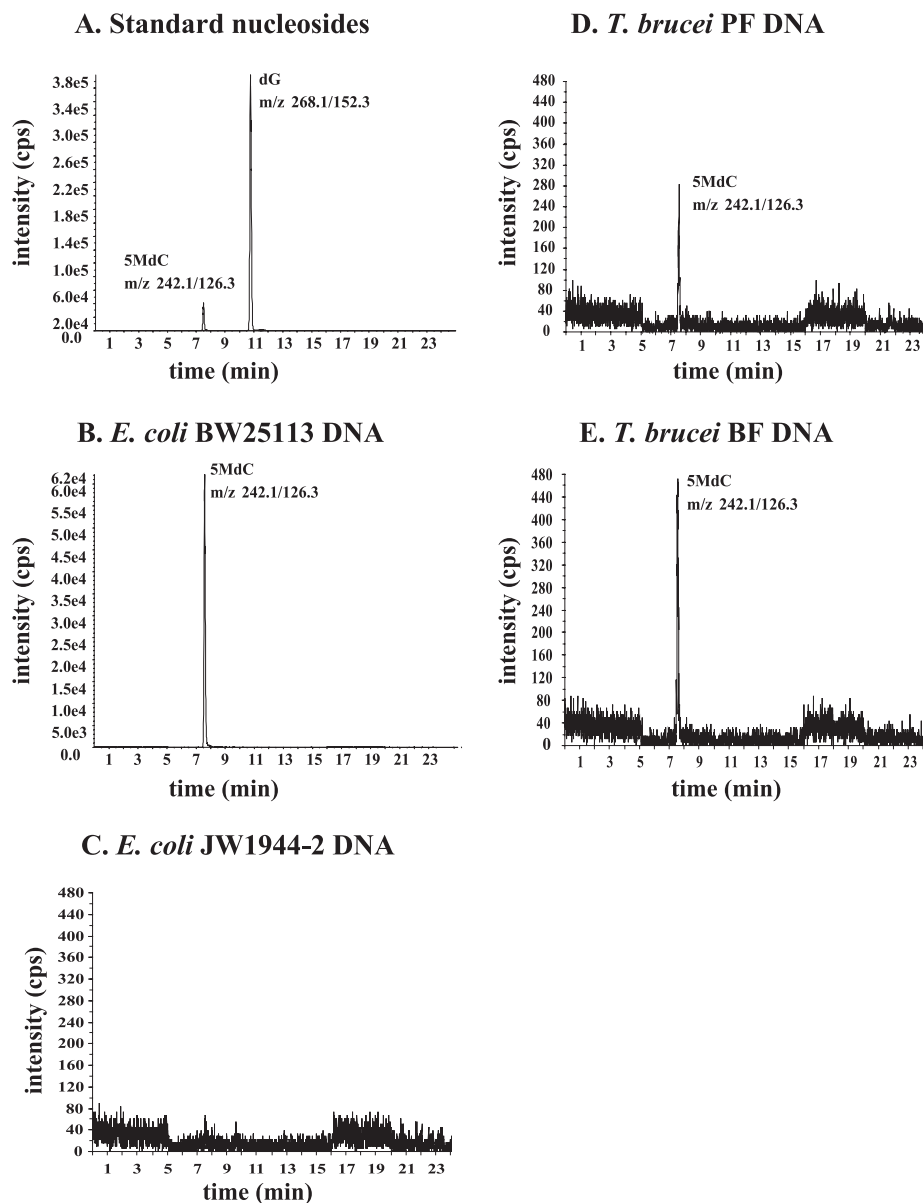 A. Standard nucleosides
3.8e5
3.4e5
3.0e5
2.6e5
2.2e5
1.8e5
1.4e5
1.0e5
6.0e4
2.0e4
0.0
intensity (cps)
dG
m/z 268.1/152.3
5MdC
m/z 242.1/126.3
1 3 5 7 9 11 13 15 17 19 21 23
time (min)
B. E. coli BW25113 DNA
6.2e4
6.0e4
5.5e4
5.0e4
4.5e4
4.0e4
3.5e4
3.0e4
2.5e4
2.0e4
1.5e4
1.0e4
5.0e3
0.0
intensity (cps)
5MdC
m/z 242.1/126.3
1 3 5 7 9 11 13 15 17 19 21 23
time (min)
C. E. coli JW1944-2 DNA
480
440
400
360
320
280
240
200
160
120
80
40
0
intensity (cps)
1 3 5 7 9 11 13 15 17 19 21 23
time (min)
D. T. brucei PF DNA
480
440
400
360
320
280
240
200
160
120
80
40
0
intensity (cps)
5MdC
m/z 242.1/126.3
1 3 5 7 9 11 13 15 17 19 21 23
time (min)
E. T. brucei BF DNA
480
440
400
360
320
280
240
200
160
120
80
40
0
intensity (cps)
5MdC
m/z 242.1/126.3
1 3 5 7 9 11 13 15 17 19 21 23
time (min)